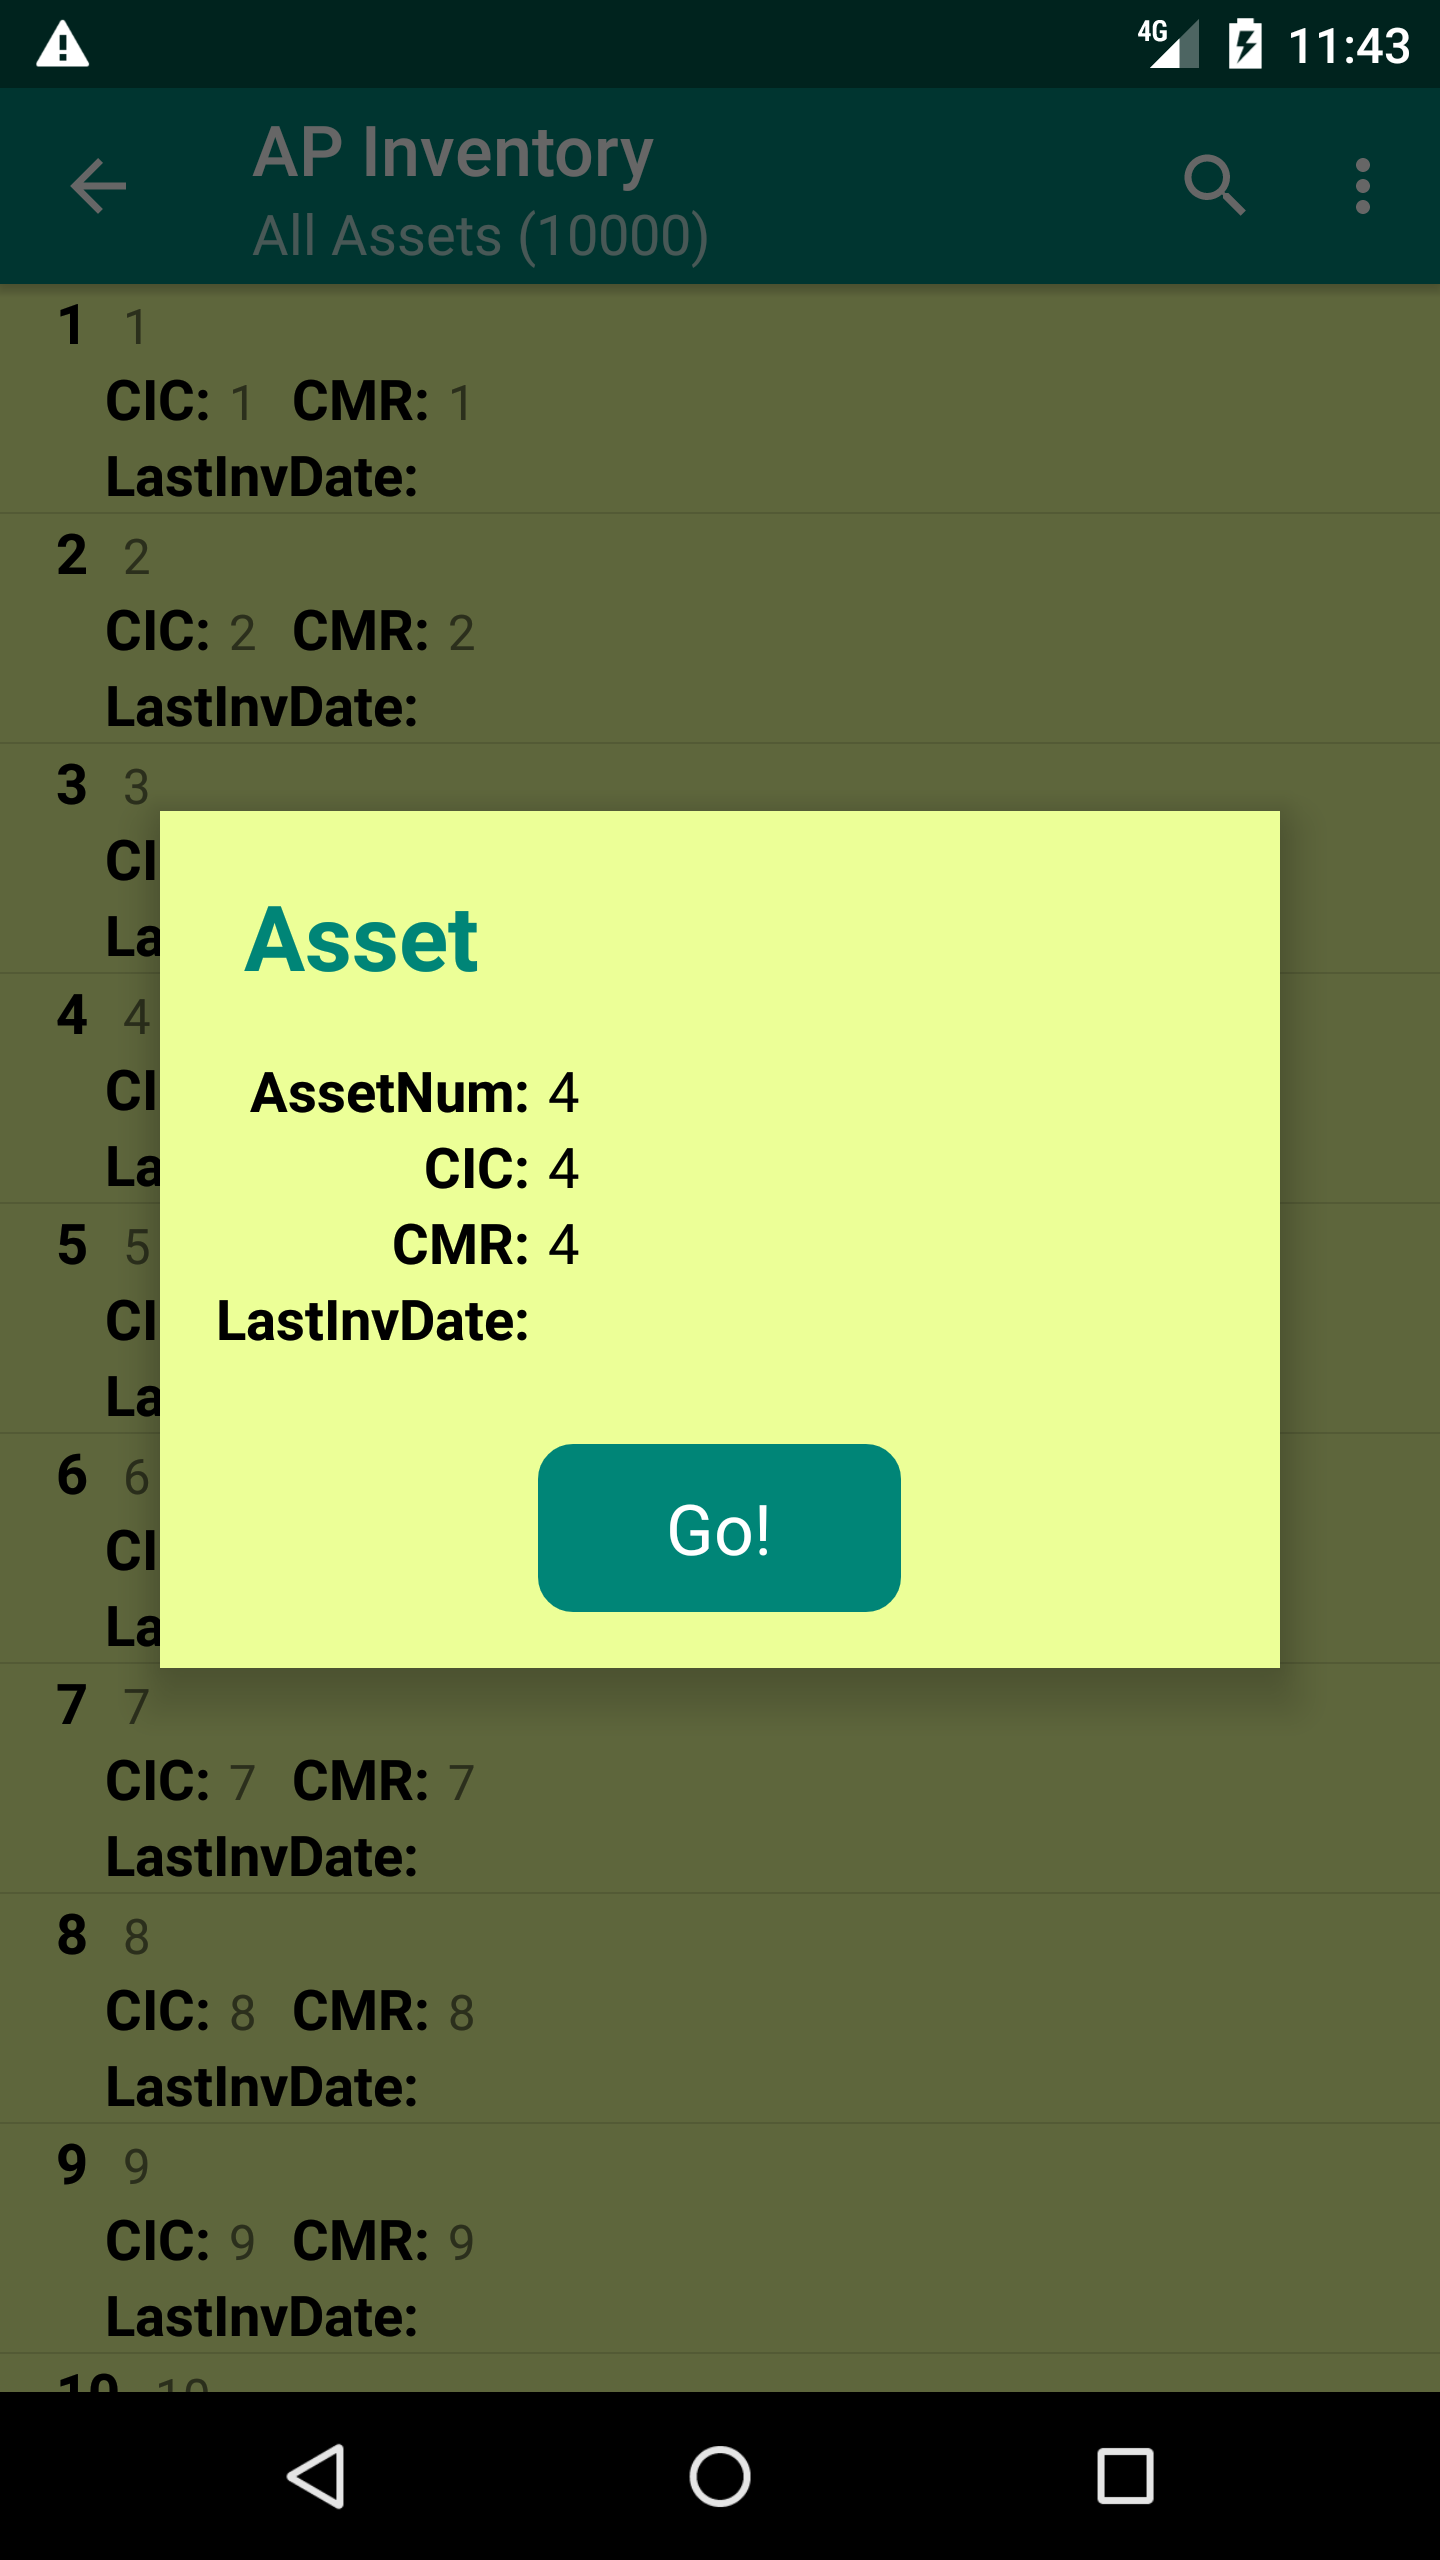 4G 11:43
AP Inventory
All Assets (10000)
1 1
CIC: 1 CMR: 1
LastInvDate:
2 2
CIC: 2 CMR: 2
LastInvDate:
3 3
CI
La
4 4
CI
La
5 5
CI
La
6 6
CI
La
Asset
AssetNum: 4
CIC: 4
CMR: 4
LastInvDate:
Go!
7 7
CIC: 7 CMR: 7
LastInvDate:
8 8
CIC: 8 CMR: 8
LastInvDate:
9 9
CIC: 9 CMR: 9
LastInvDate:
10 10